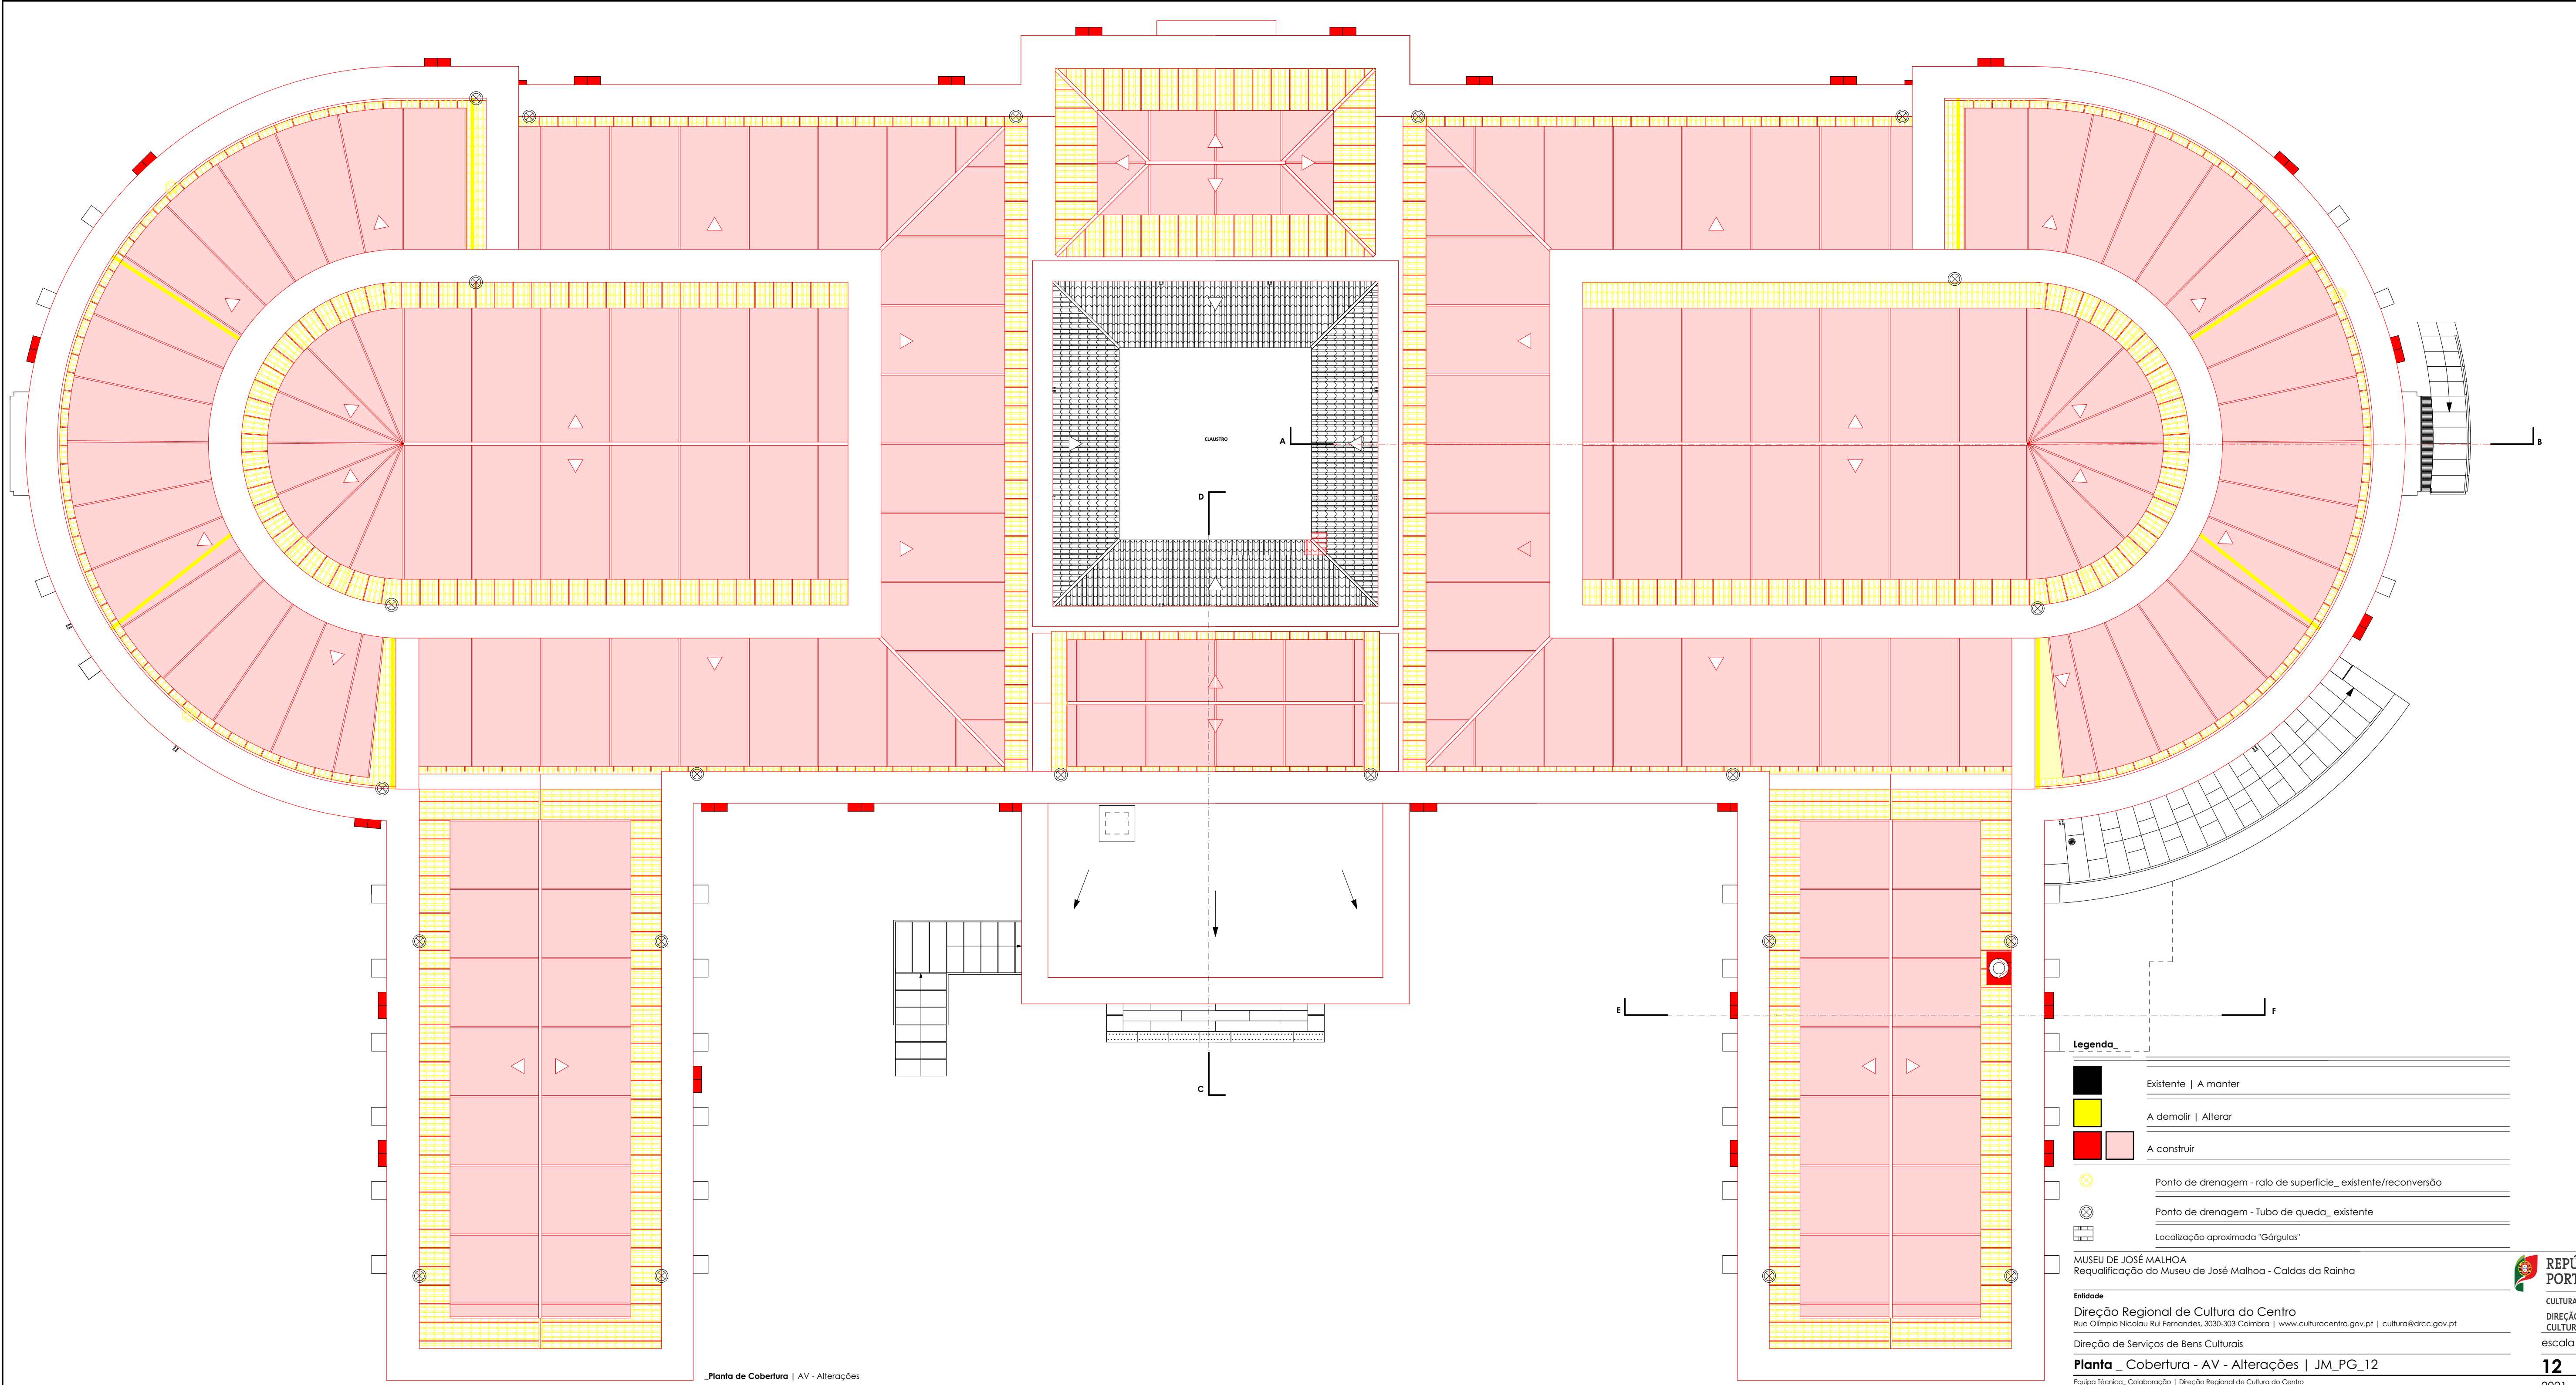 CLAUSTRO
A
B
D
E
F
C
Legenda_
Existente | A manter
A demolir | Alterar
A construir
Ponto de drenagem - ralo de superfície_ existente/reconversão
Ponto de drenagem - Tubo de queda_ existente
Localização aproximada "Gárgulas"
MUSEU DE JOSÉ MALHOA
Requalificação do Museu de José Malhoa - Caldas da Rainha
Entidade_
Direção Regional de Cultura do Centro
Rua Olímpio Nicolau Rui Fernandes, 3030-303 Coimbra | www.culturacentro.gov.pt | cultura@drcc.gov.pt
Direção de Serviços de Bens Culturais
Planta _ Cobertura - AV - Alterações | JM_PG_12
Equipa Técnica_ Colaboração | Direção Regional de Cultura do Centro
CULTURA
escala
12
_Planta de Cobertura | AV - Alterações